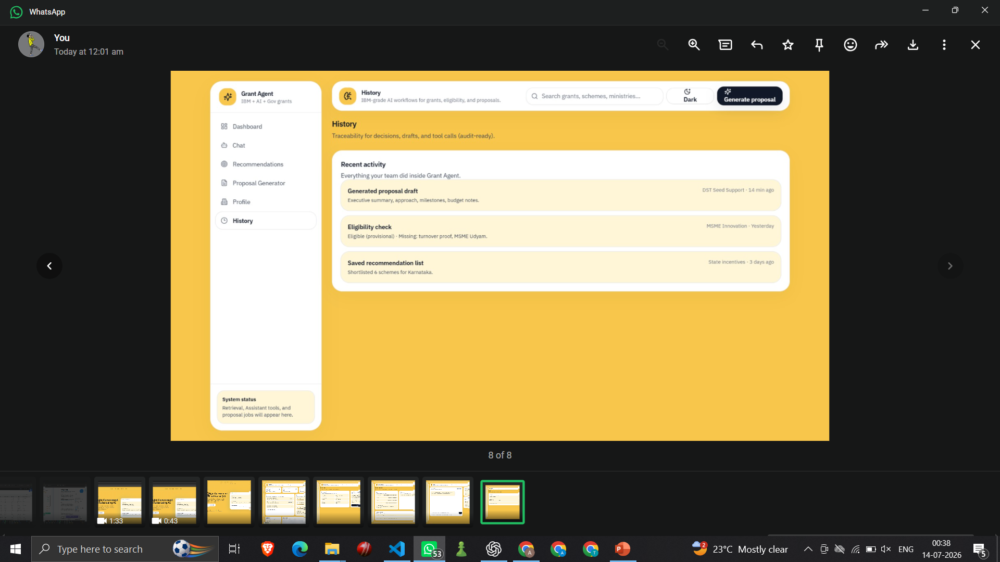 WhatsApp
You
Today at 12:01 am
Grant Agent
IBM + AI + Gov grants
Dashboard
Chat
Recommendations
Proposal Generator
Profile
History
System status
Retrieval, Assistant tools, and
proposal jobs will appear here.
History
IBM-grade AI workflows for grants, eligibility, and proposals.
Search grants, schemes, ministries...
Dark
Generate proposal
History
Traceability for decisions, drafts, and tool calls (audit-ready).
Recent activity
Everything your team did inside Grant Agent.
Generated proposal draft
DST Seed Support · 14 min ago
Executive summary, approach, milestones, budget notes.
Eligibility check
MSME Innovation · Yesterday
Eligible (provisional) · Missing: turnover proof, MSME Udyam.
Saved recommendation list
State incentives · 3 days ago
Shortlisted 6 schemes for Karnataka.
8 of 8
1:33
0:43
Type here to search
53
2
23°C Mostly clear
ENG
00:38
14-07-2026
5